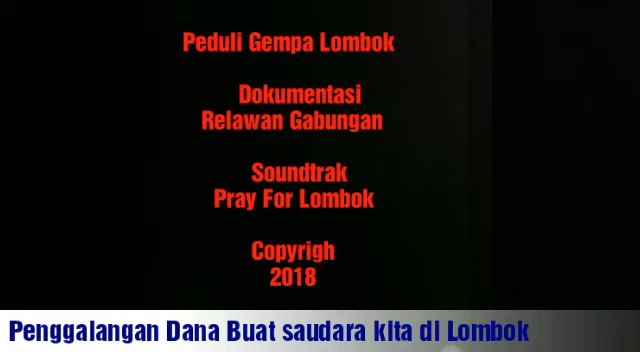 Peduli Gempa Lombok
Dokumentasi
Relawan Gabungan
Soundtrak
Pray For Lombok
Copyrigh
2018
Penggalangan Dana Buat saudara kita di Lombok